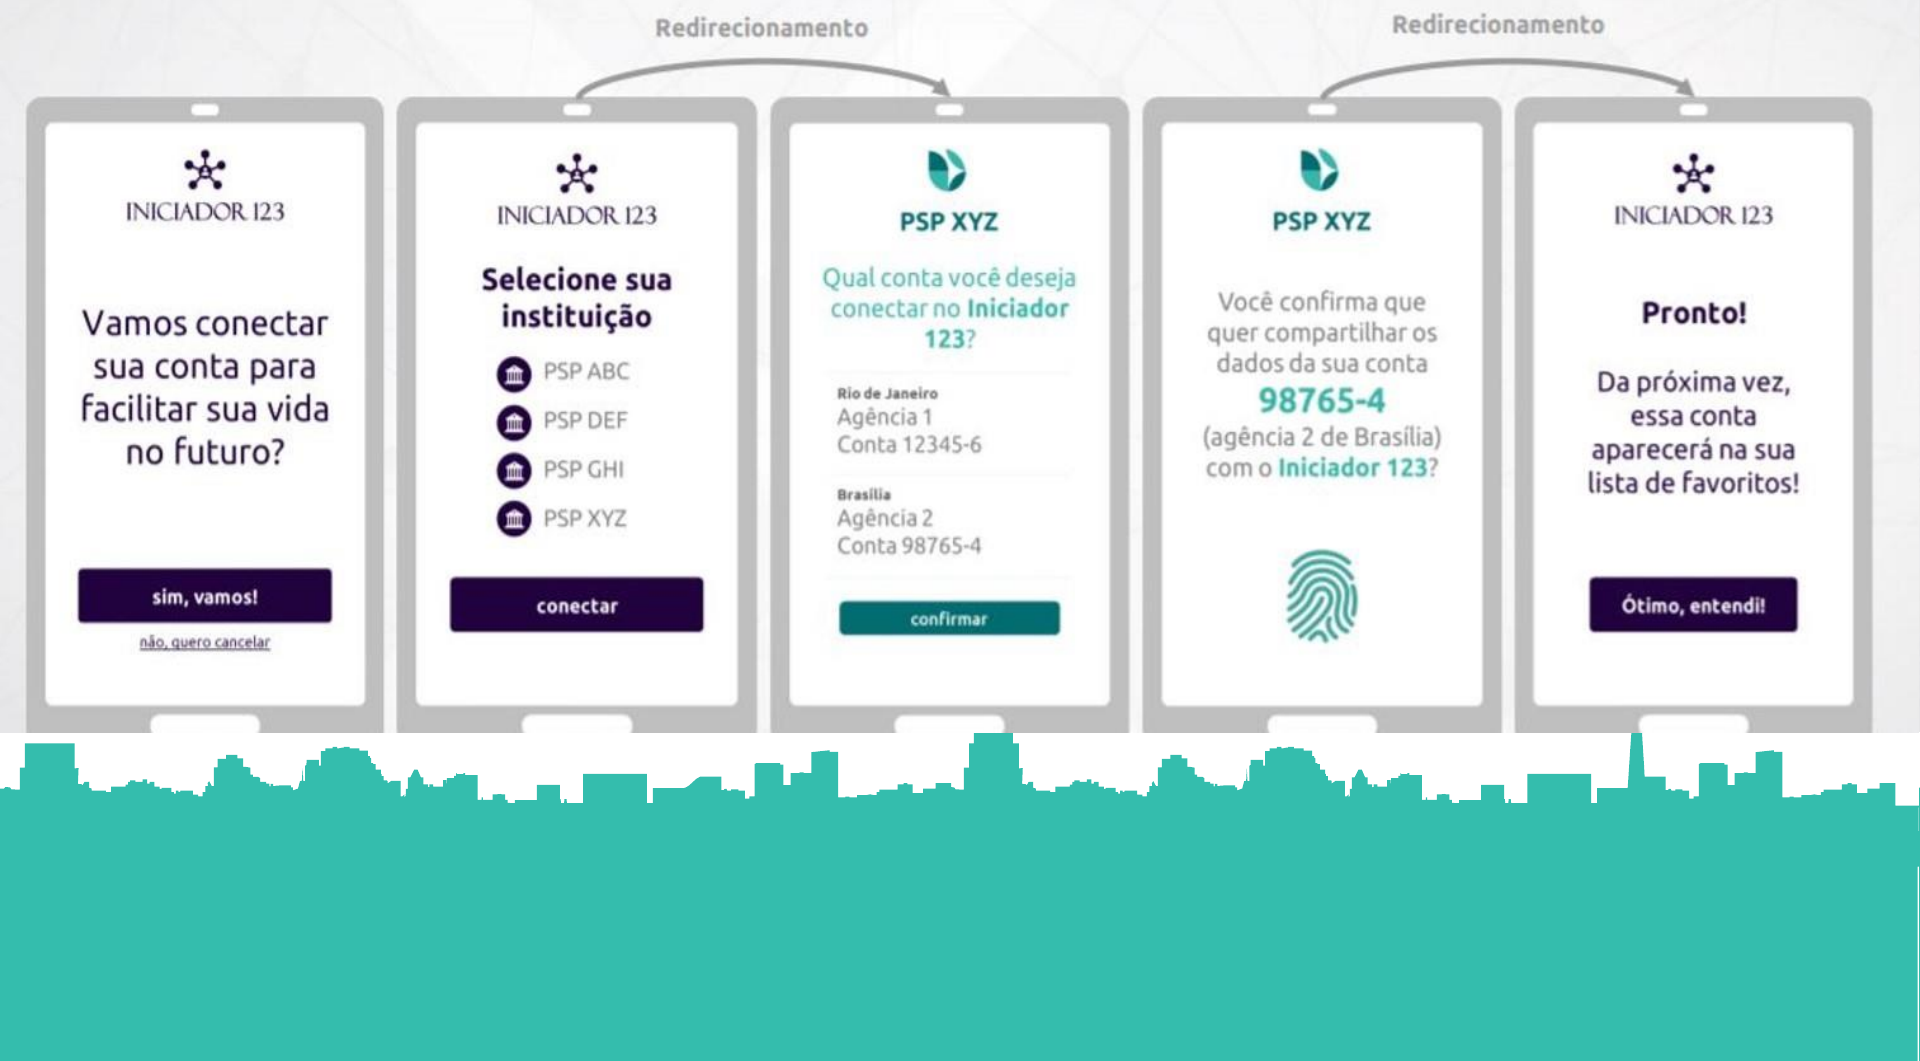 Redirecionamento
Redirecionamento
INICIADOR 123
Vamos conectar
sua conta para
facilitar sua vida
no futuro?
sim, vamos!
não, quero cancelar
INICIADOR 123
Selecione sua
instituição
PSP ABC
PSP DEF
PSP GHI
PSP XYZ
conectar
PSP XYZ
Qual conta você deseja
conectar no Iniciador
123?
Rio de Janeiro
Agência 1
Conta 12345-6
Brasília
Agência 2
Conta 98765-4
confirmar
PSP XYZ
Você confirma que
quer compartilhar os
dados da sua conta
98765-4
(agência 2 de Brasília)
com o Iniciador 123?
INICIADOR 123
Pronto!
Da próxima vez,
essa conta
aparecerá na sua
lista de favoritos!
Ótimo, entendi!